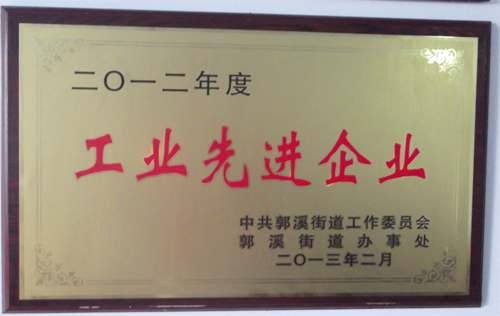 二〇一二年度
工业先进企业
中共郭溪街道工作委员会
郭溪街道办事处
二〇一三年二月